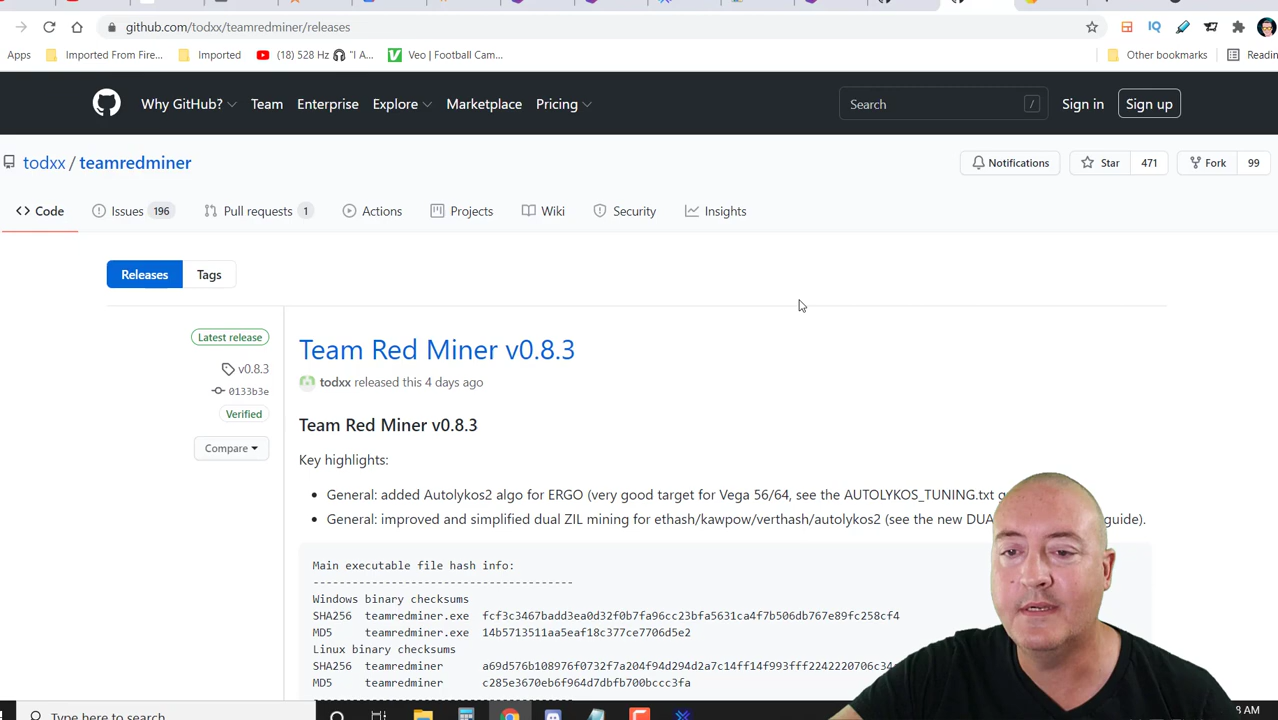 github.com/todxx/teamredminer/releases
Apps Imported From Fire... Imported (18) 528 Hz "I A... Veo | Football Cam... Other bookmarks Readin
Why GitHub? Team Enterprise Explore Marketplace Pricing Search / Sign in Sign up
todxx / teamredminer Notifications Star 471 Fork 99
Code Issues 196 Pull requests 1 Actions Projects Wiki Security Insights
Releases Tags
Latest release
Team Red Miner v0.8.3
v0.8.3
todxx released this 4 days ago
0133b3e
Verified
Team Red Miner v0.8.3
Compare
Key highlights:
General: added Autolykos2 algo for ERGO (very good target for Vega 56/64, see the AUTOLYKOS_TUNING.txt
General: improved and simplified dual ZIL mining for ethash/kawpow/verthash/autolykos2 (see the new DUA guide).
Main executable file hash info:
---------------------------------------
Windows binary checksums
SHA256 teamredminer.exe fcf3c3467badd3ea0d32f0b7fa96cc23bfa5631ca4f7b506db767e89fc258cf4
MD5 teamredminer.exe 14b5713511aa5eaf18c377ce7706d5e2
Linux binary checksums
SHA256 teamredminer a69d576b108976f0732f7a204f94d294d2a7c14ff14f993fff2242220706c34
MD5 teamredminer c285e3670eb6f964d7dbfb700bccc3fa
Type here to search
8 AM